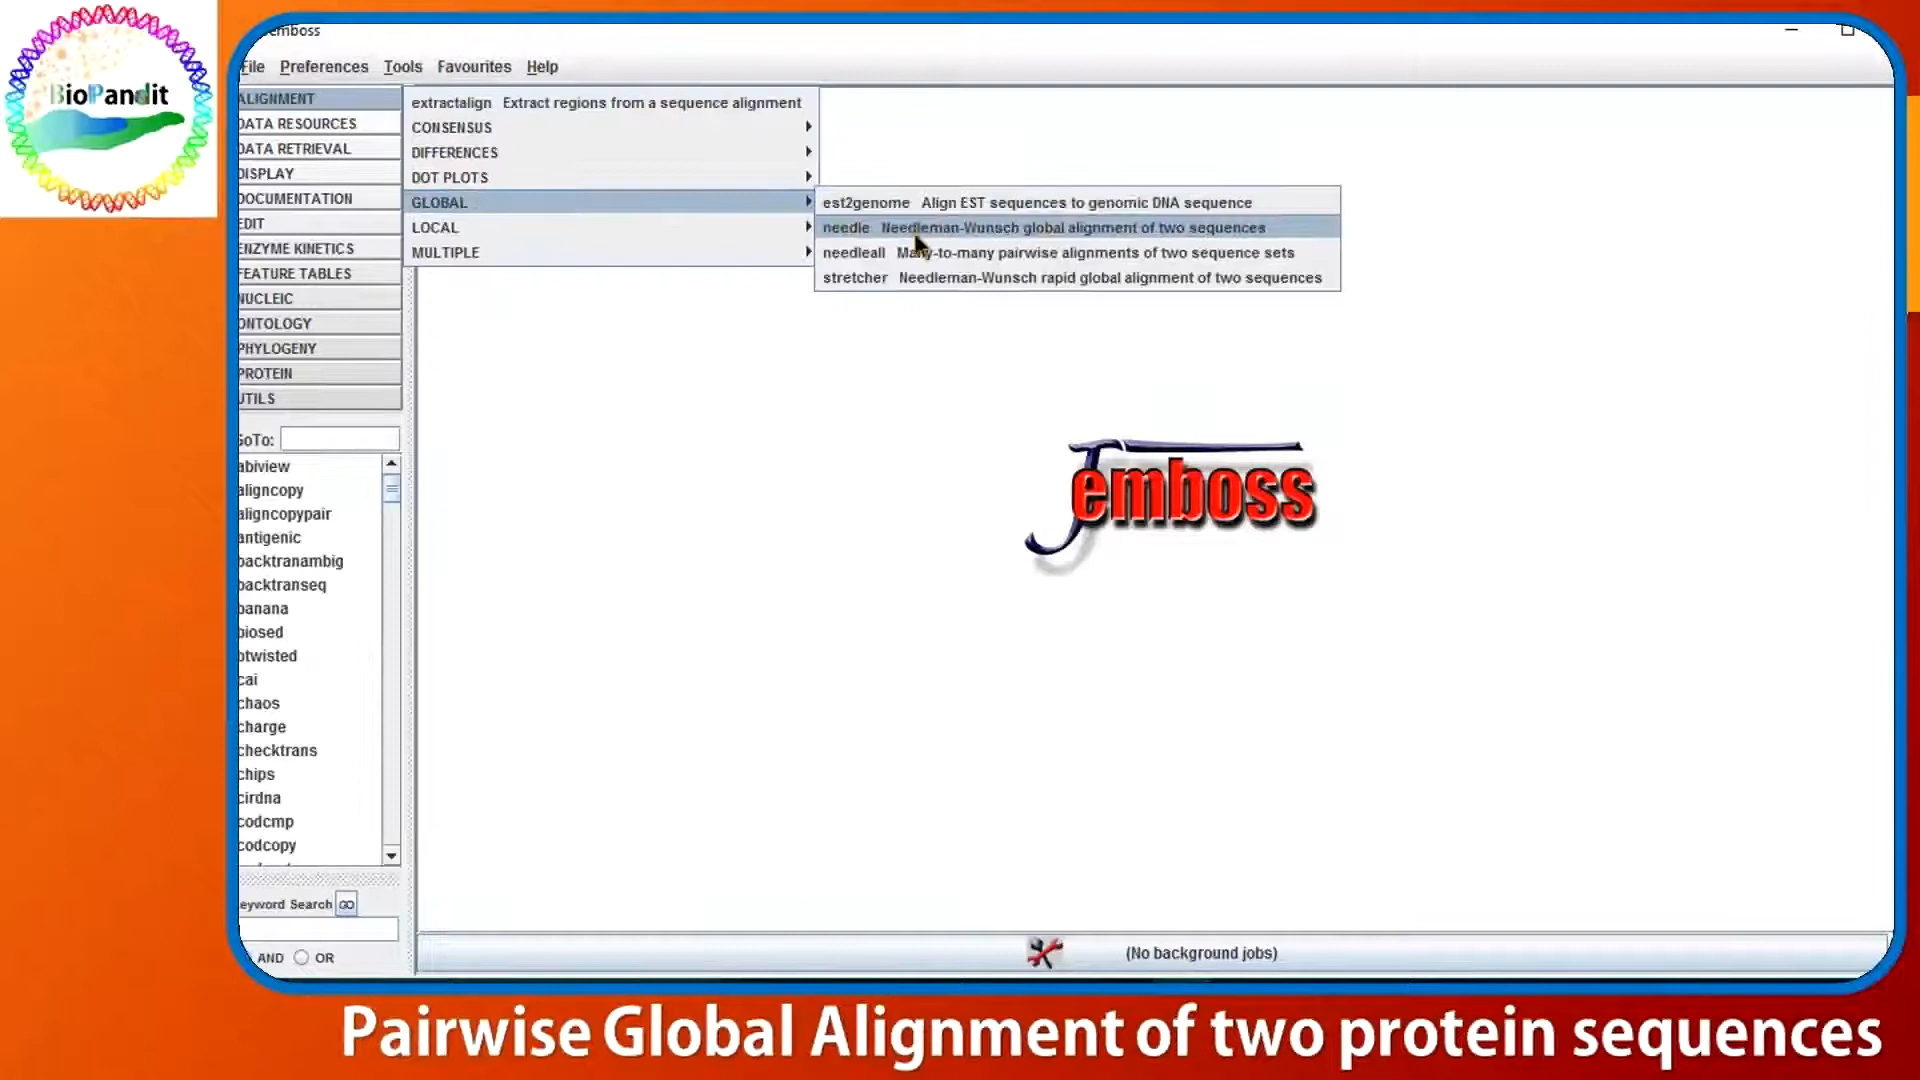 BioPandit
emboss
File Preferences Tools Favourites Help
ALIGNMENT
DATA RESOURCES
DATA RETRIEVAL
DISPLAY
DOCUMENTATION
EDIT
ENZYME KINETICS
FEATURE TABLES
NUCLEIC
ONTOLOGY
PHYLOGENY
PROTEIN
UTILS
extractalign Extract regions from a sequence alignment
CONSENSUS
DIFFERENCES
DOT PLOTS
GLOBAL
LOCAL
MULTIPLE
est2genome Align EST sequences to genomic DNA sequence
needle Needleman-Wunsch global alignment of two sequences
needleall Many-to-many pairwise alignments of two sequence sets
stretcher Needleman-Wunsch rapid global alignment of two sequences
GoTo:
abiview
aligncopy
aligncopypair
antigenic
backtranambig
backtranseq
banana
biosed
btwisted
cai
chaos
charge
checktrans
chips
cirdna
codcmp
codcopy
eyword Search GO
AND OR
Jemboss
(No background jobs)
Pairwise Global Alignment of two protein sequences